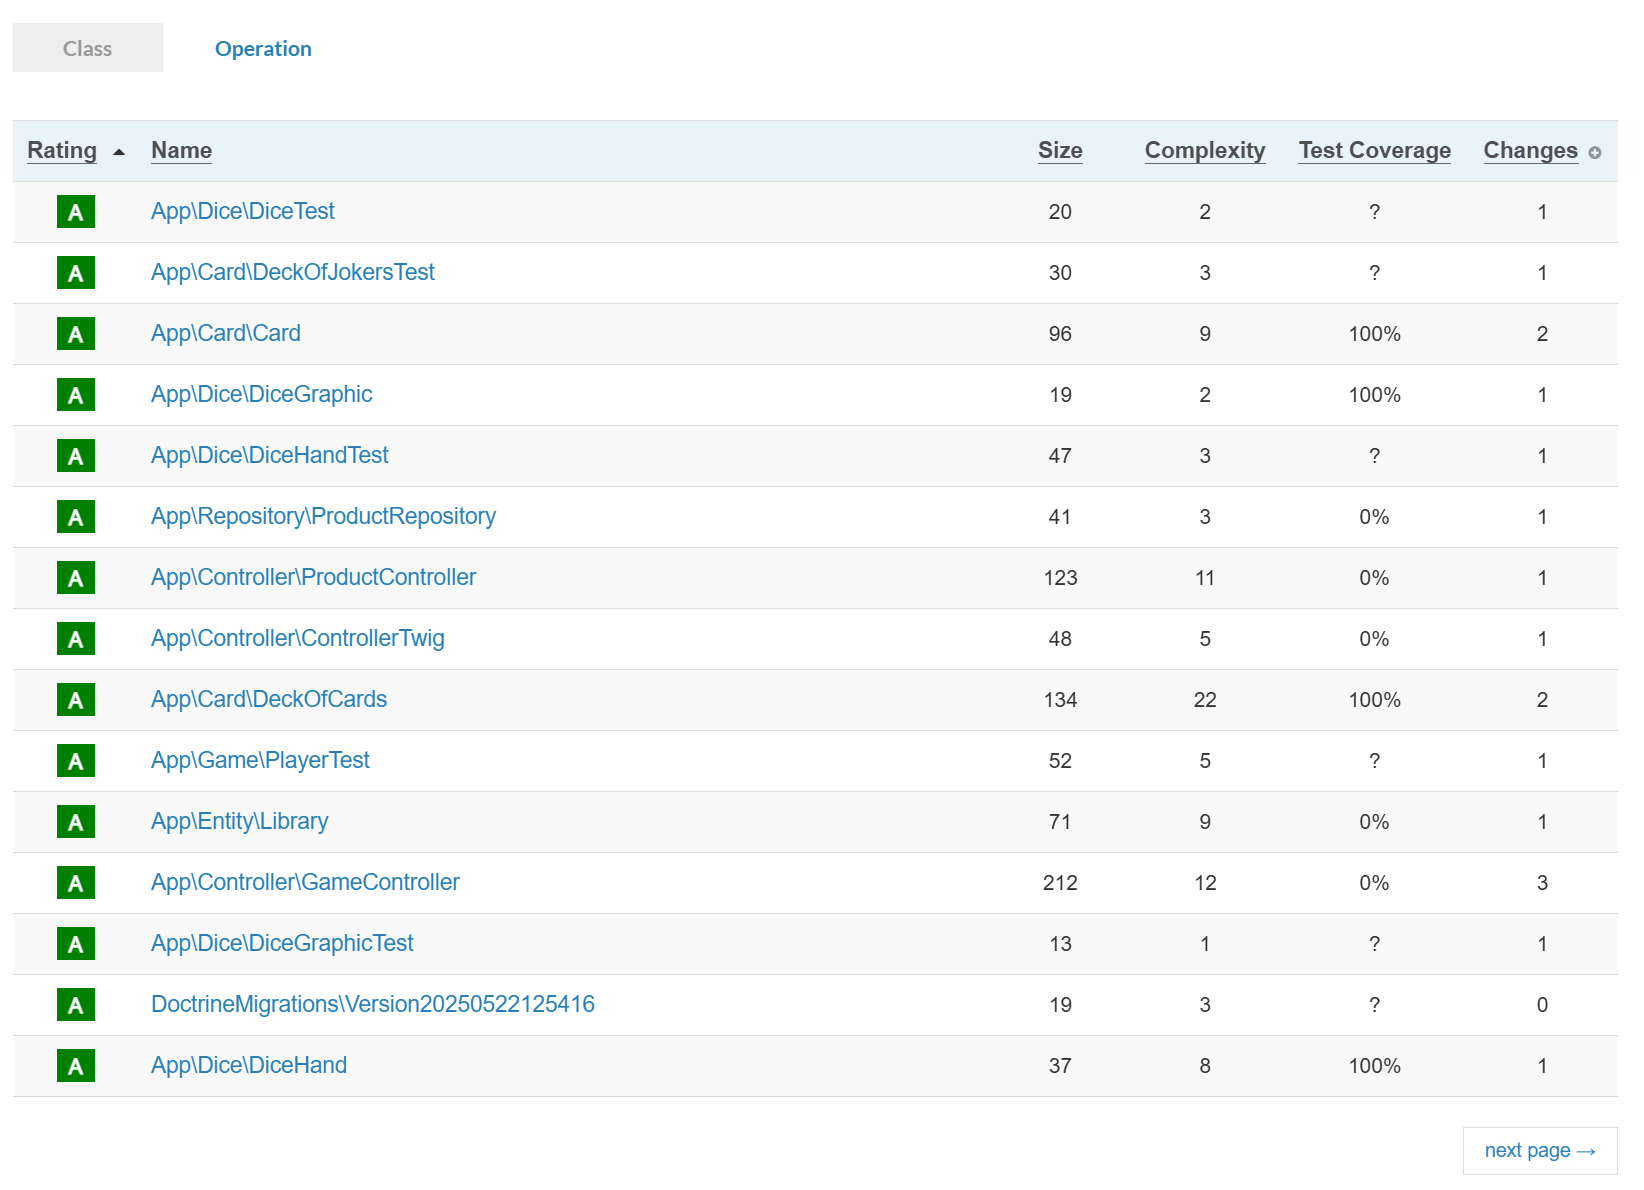 Class Operation
Rating Name Size Complexity Test Coverage Changes
A App\Dice\DiceTest 20 2 ? 1
A App\Card\DeckOfJokersTest 30 3 ? 1
A App\Card\Card 96 9 100% 2
A App\Dice\DiceGraphic 19 2 100% 1
A App\Dice\DiceHandTest 47 3 ? 1
A App\Repository\ProductRepository 41 3 0% 1
A App\Controller\ProductController 123 11 0% 1
A App\Controller\ControllerTwig 48 5 0% 1
A App\Card\DeckOfCards 134 22 100% 2
A App\Game\PlayerTest 52 5 ? 1
A App\Entity\Library 71 9 0% 1
A App\Controller\GameController 212 12 0% 3
A App\Dice\DiceGraphicTest 13 1 ? 1
A DoctrineMigrations\Version20250522125416 19 3 ? 0
A App\Dice\DiceHand 37 8 100% 1
next page →